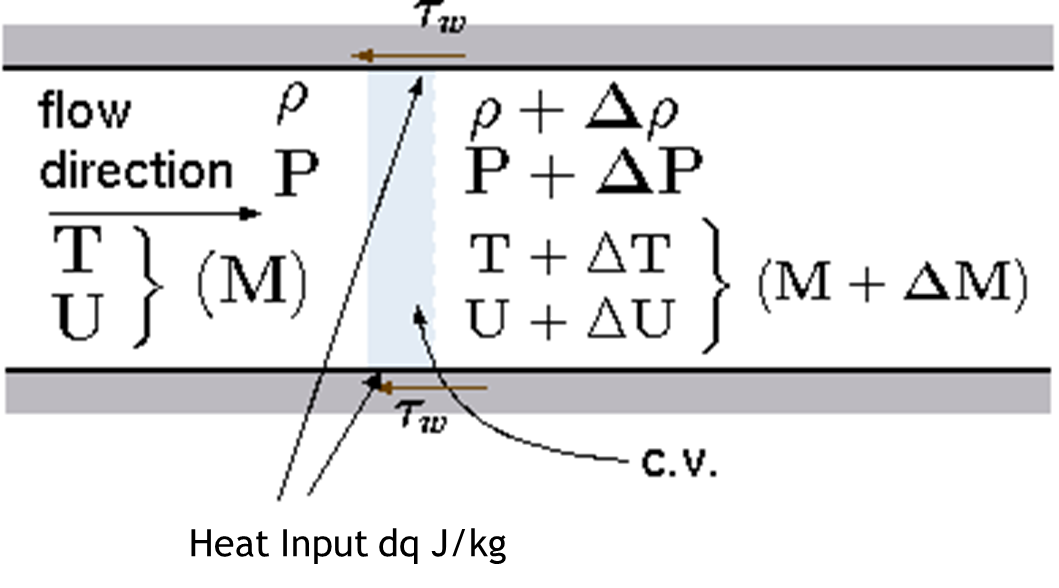 τw
flow
direction
ρ
P
T
U
} (M)
ρ + Δρ
P + ΔP
T + ΔT
U + ΔU
} (M + ΔM)
τw
c.v.
Heat Input dq J/kg